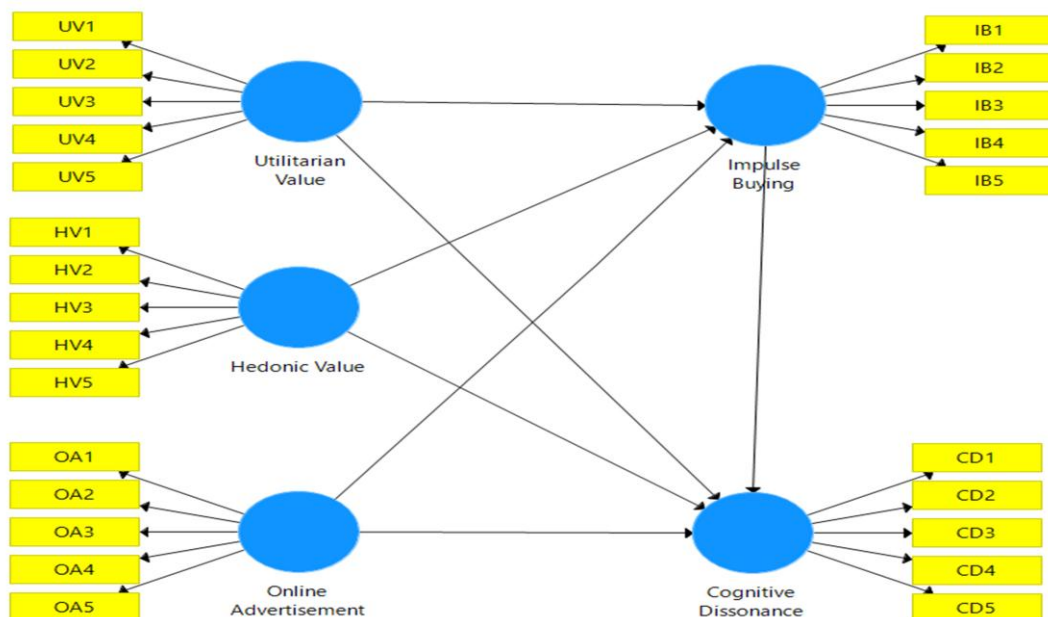 UV1
UV2
UV3
UV4
UV5
Utilitarian
Value
IB1
IB2
IB3
IB4
IB5
Impulse
Buying
HV1
HV2
HV3
HV4
HV5
Hedonic Value
OA1
OA2
OA3
OA4
OA5
Online
Advertisement
CD1
CD2
CD3
CD4
CD5
Cognitive
Dissonance